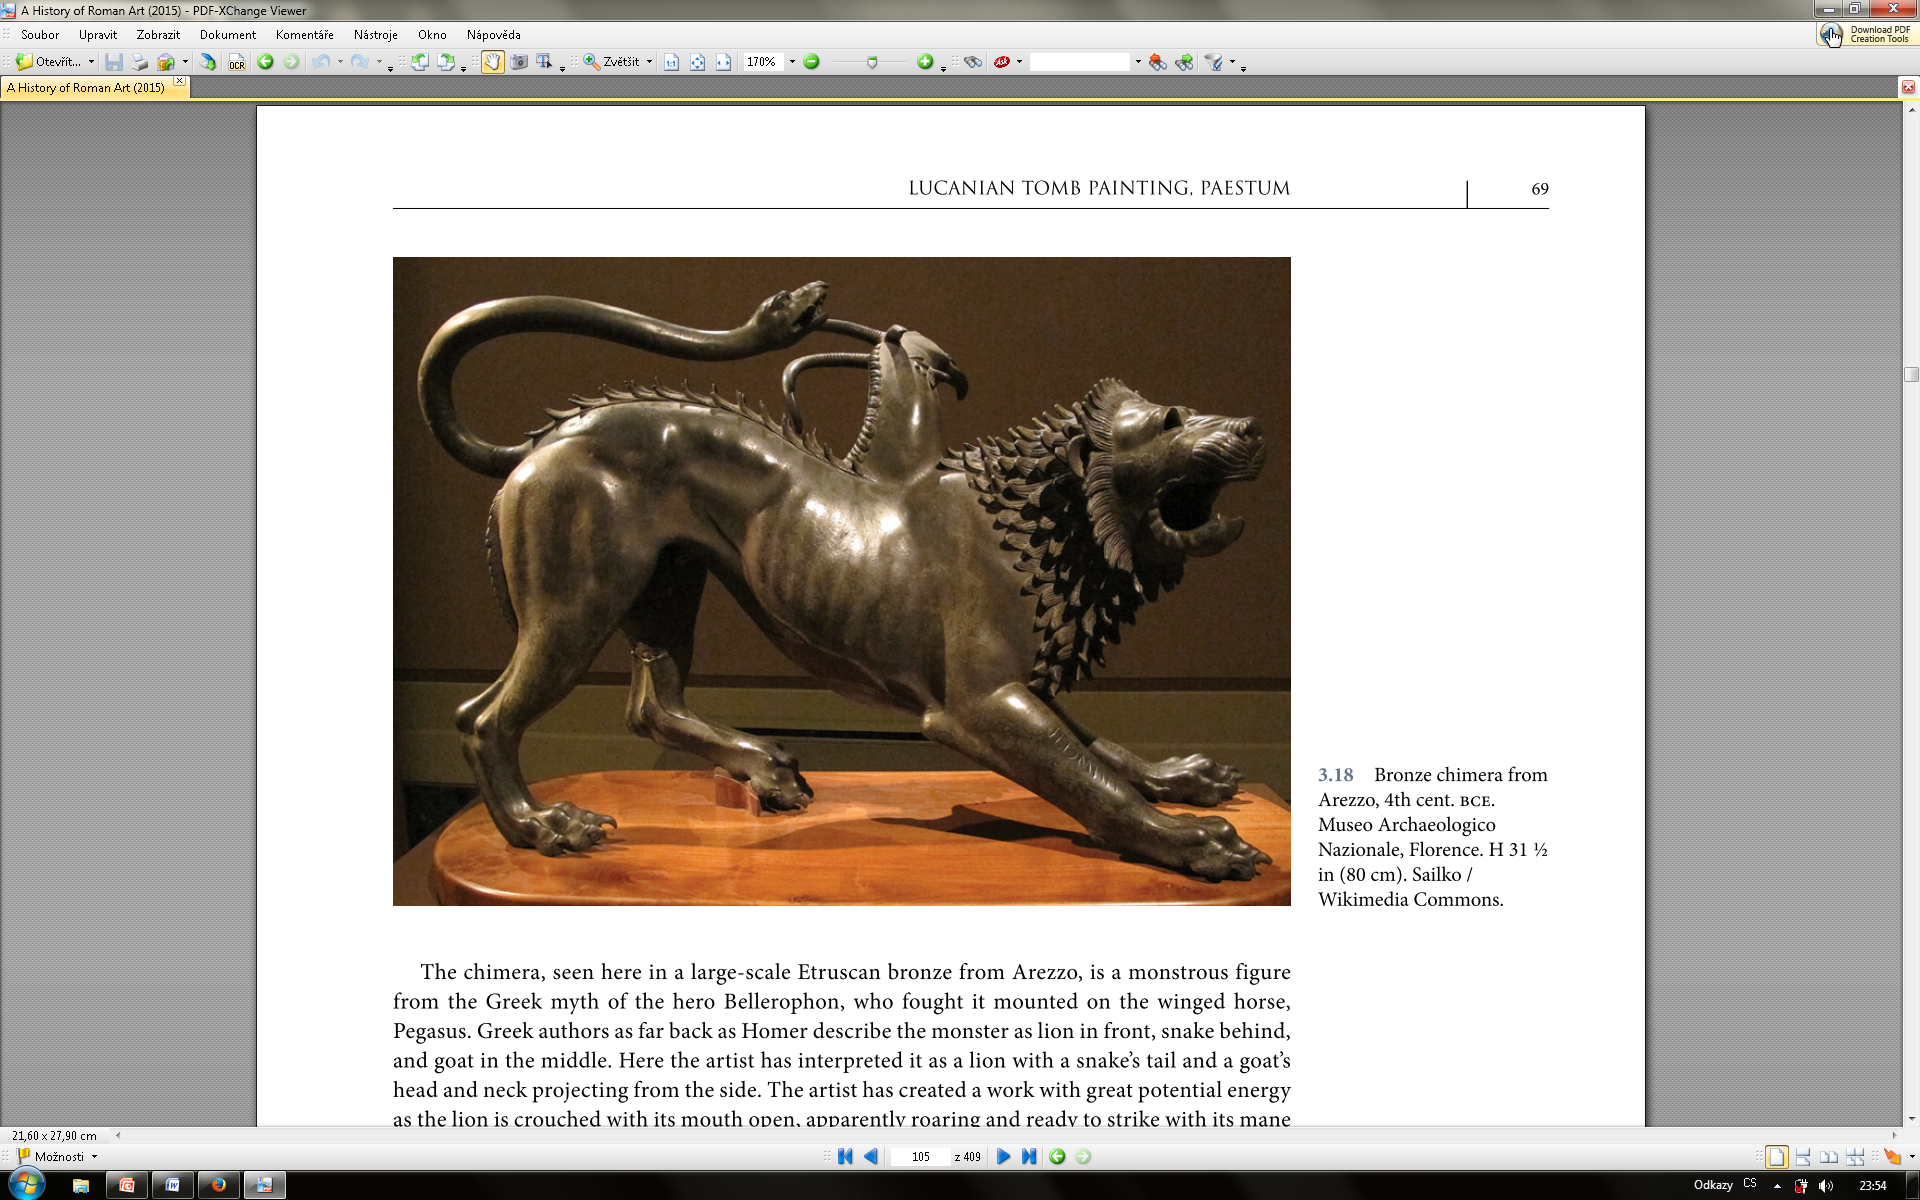 A History of Roman Art (2015) - PDF-XChange Viewer
Soubor Upravit Zobrazit Dokument Komentáře Nástroje Okno Nápověda
Download PDF
Creation Tools
Otevřít... OCR Zvětšit 1:1 170% Ask
A History of Roman Art (2015)
LUCANIAN TOMB PAINTING, PAESTUM 69
3.18 Bronze chimera from
Arezzo, 4th cent. BCE.
Museo Archaeologico
Nazionale, Florence. H 31 ½
in (80 cm). Sailko /
Wikimedia Commons.
The chimera, seen here in a large-scale Etruscan bronze from Arezzo, is a monstrous figure
from the Greek myth of the hero Bellerophon, who fought it mounted on the winged horse,
Pegasus. Greek authors as far back as Homer describe the monster as lion in front, snake behind,
and goat in the middle. Here the artist has interpreted it as a lion with a snake's tail and a goat's
head and neck projecting from the side. The artist has created a work with great potential energy
as the lion is crouched with its mouth open, apparently roaring and ready to strike with its mane
21,60 x 27,90 cm
Možnosti 105 z 409
Odkazy CS 23:54